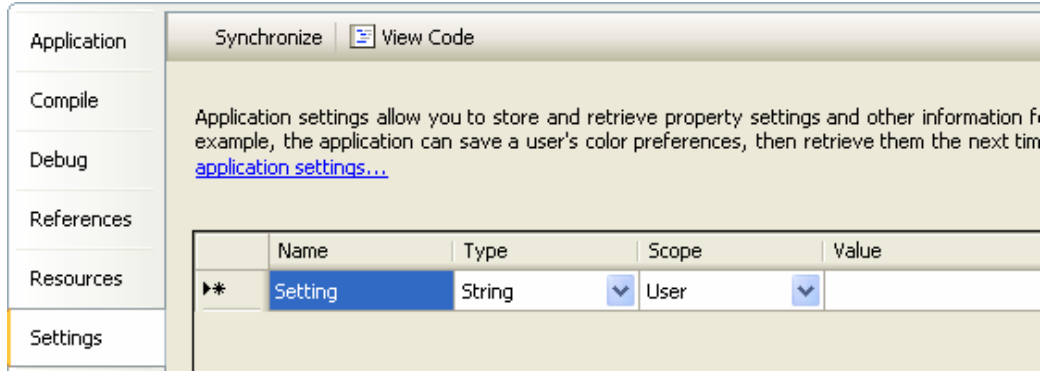 Application
Compile
Debug
References
Resources
Settings
Synchronize View Code
Application settings allow you to store and retrieve property settings and other information
example, the application can save a user's color preferences, then retrieve them the next
application settings...
Name Type Scope Value
Setting String User